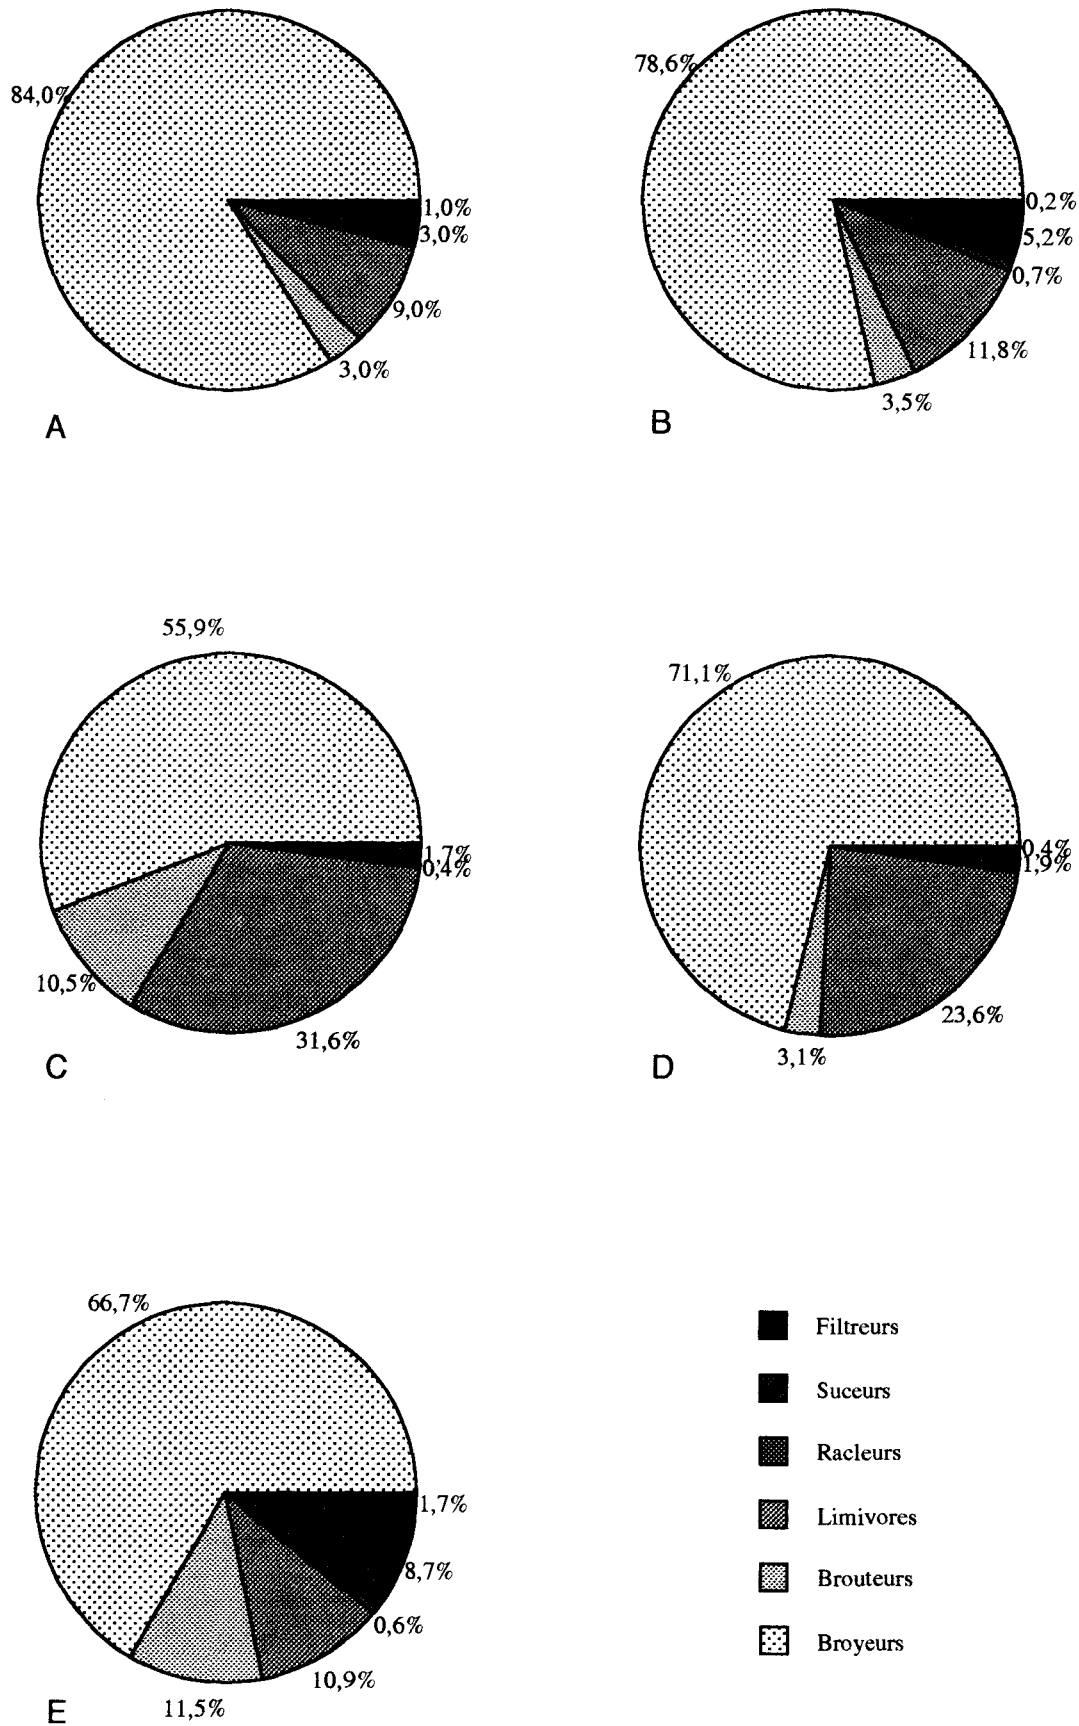 84,0%
1,0%
3,0%
9,0%
3,0%
A
78,6%
0,2%
5,2%
0,7%
11,8%
3,5%
B
55,9%
1,7%
0,4%
10,5%
31,6%
C
71,1%
0,4%
1,9%
23,6%
3,1%
D
66,7%
1,7%
8,7%
0,6%
10,9%
11,5%
E
Filtreurs
Suceurs
Racleurs
Limivores
Brouteurs
Broyeurs